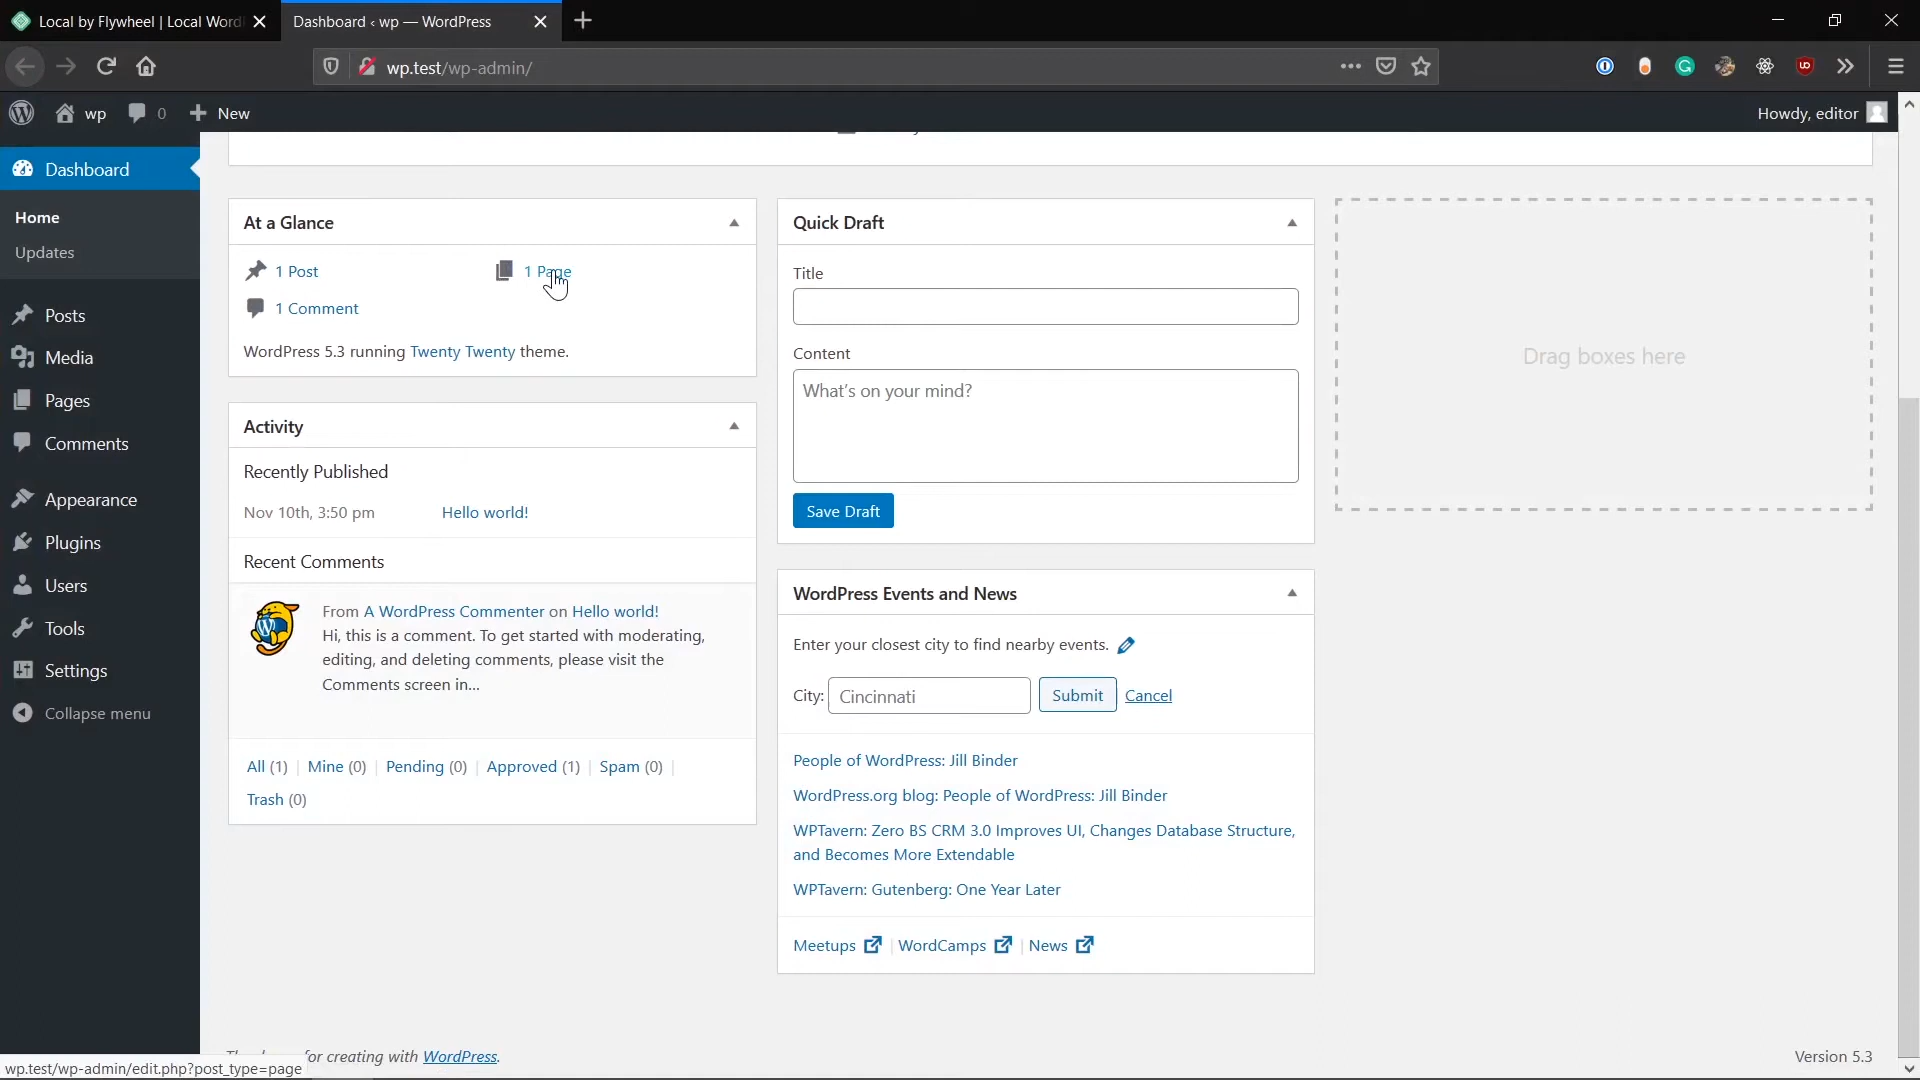 Local by Flywheel | Local Word
Dashboard ‹ wp — WordPress
wp.test/wp-admin/
wp
0
New
Howdy, editor
Dashboard
Home
Updates
Posts
Media
Pages
Comments
Appearance
Plugins
Users
Tools
Settings
Collapse menu
At a Glance
1 Post
1 Page
1 Comment
WordPress 5.3 running Twenty Twenty theme.
Activity
Recently Published
Nov 10th, 3:50 pm Hello world!
Recent Comments
From A WordPress Commenter on Hello world!
Hi, this is a comment. To get started with moderating,
editing, and deleting comments, please visit the
Comments screen in...
All (1) | Mine (0) | Pending (0) | Approved (1) | Spam (0) |
Trash (0)
Quick Draft
Title
Content
What's on your mind?
Save Draft
WordPress Events and News
Enter your closest city to find nearby events.
City: Cincinnati Submit Cancel
People of WordPress: Jill Binder
WordPress.org blog: People of WordPress: Jill Binder
WPTavern: Zero BS CRM 3.0 Improves UI, Changes Database Structure,
and Becomes More Extendable
WPTavern: Gutenberg: One Year Later
Meetups | WordCamps | News
Drag boxes here
for creating with WordPress.
Version 5.3
wp.test/wp-admin/edit.php?post_type=page